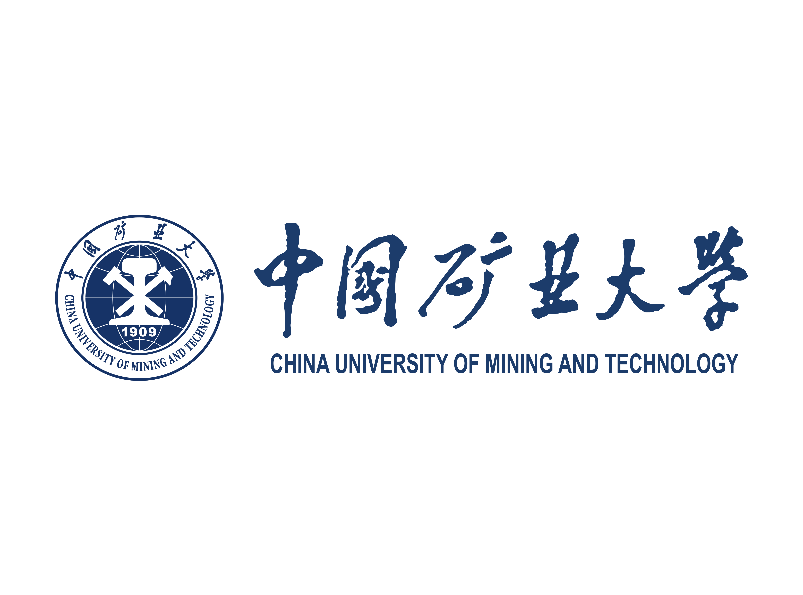 中国矿业大学
CHINA UNIVERSITY OF MINING AND TECHNOLOGY
1909
中国矿业大学
CHINA UNIVERSITY OF MINING AND TECHNOLOGY